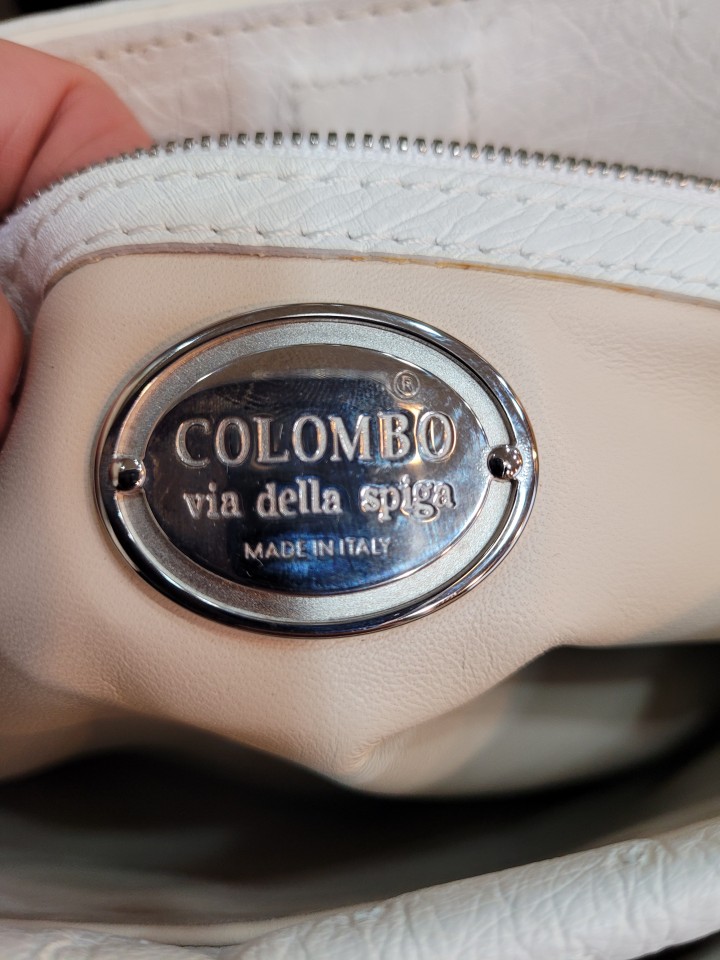 ®
COLOMBO
via della spiga
MADE IN ITALY